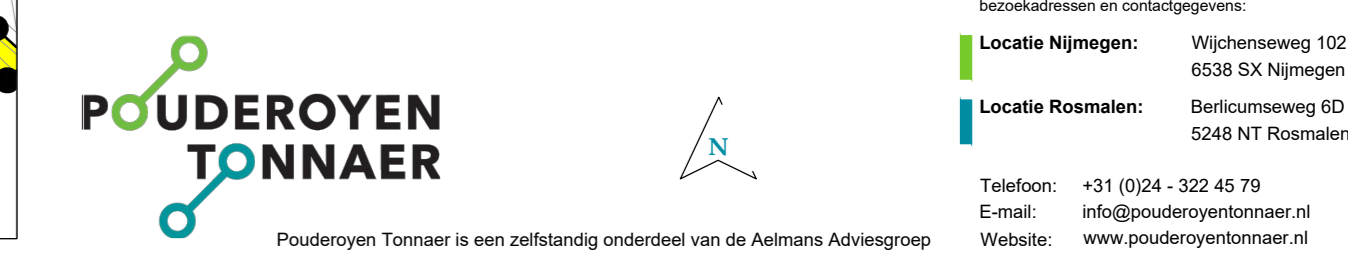 POUDEROYEN
TONNAER
N
Pouderoyen Tonnaer is een zelfstandig onderdeel van de Aelmans Adviesgroep
bezoekadressen en contactgegevens:
Locatie Nijmegen: Wijchenseweg 102
6538 SX Nijmegen
Locatie Rosmalen: Berlicumseweg 6D
5248 NT Rosmalen
Telefoon: +31 (0)24 - 322 45 79
E-mail: info@pouderoyentonnaer.nl
Website: www.pouderoyentonnaer.nl